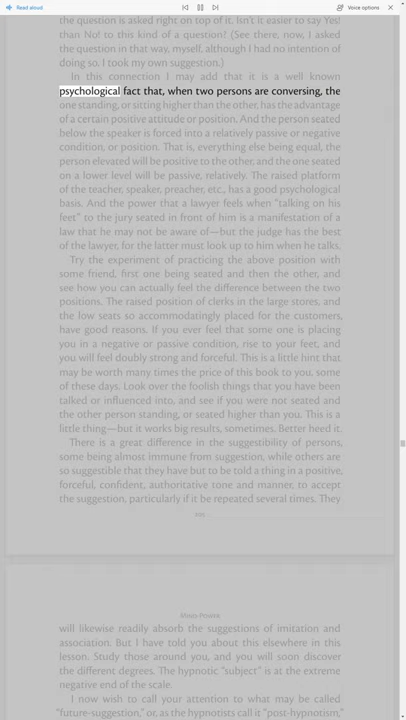 Read aloud
Voice options
the question is asked right on top of it. Isn't it easier to say Yes!
than No! to this kind of a question? (See there, now, I asked
the question in that way, myself, although I had no intention of
doing so. I took my own suggestion.)
In this connection I may add that it is a well known
psychological fact that, when two persons are conversing, the
one standing, or sitting higher than the other, has the advantage
of a certain positive attitude or position. And the person seated
below the speaker is forced into a relatively passive or negative
condition, or position. That is, everything else being equal, the
person elevated will be positive to the other; and the one seated
on a lower level will be passive, relatively. The raised platform
of the teacher, speaker, preacher, etc., has a good psychological
basis. And the power that a lawyer feels when “talking on his
feet” to the jury seated in front of him is a manifestation of a
law that he may not be aware of—but the judge has the best
of the lawyer, for the latter must look up to him when he talks.
Try the experiment of practicing the above position with
some friend, first one being seated and then the other, and
see how you can actually feel the difference between the two
positions. The raised position of clerks in the large stores, and
the low seats so accommodatingly placed for the customers,
have good reasons. If you ever feel that some one is placing
you in a negative or passive condition, rise to your feet, and
you will feel doubly strong and forceful. This is a little hint that
may be worth many times the price of this book to you, some
of these days. Look over the foolish things that you have been
talked or influenced into, and see if you were not seated and
the other person standing, or seated higher than you. This is a
little thing—but it works big results, sometimes. Better heed it.
There is a great difference in the suggestibility of persons,
some being almost immune from suggestion, while others are
so suggestible that they have but to be told a thing in a positive,
forceful, confident, authoritative tone and manner, to accept
the suggestion, particularly if it be repeated several times. They
Mystic-Phoenix
will likewise readily absorb the suggestions of imitation and
association. But I have told you about this elsewhere in this
lesson. Study those around you, and you will soon discover
the different degrees. The hypnotic “subject” is at the extreme
negative end of the scale.
I now wish to call your attention to what may be called
“future-suggestion,” or, as the hypnotists call it “post-hypnotism,”